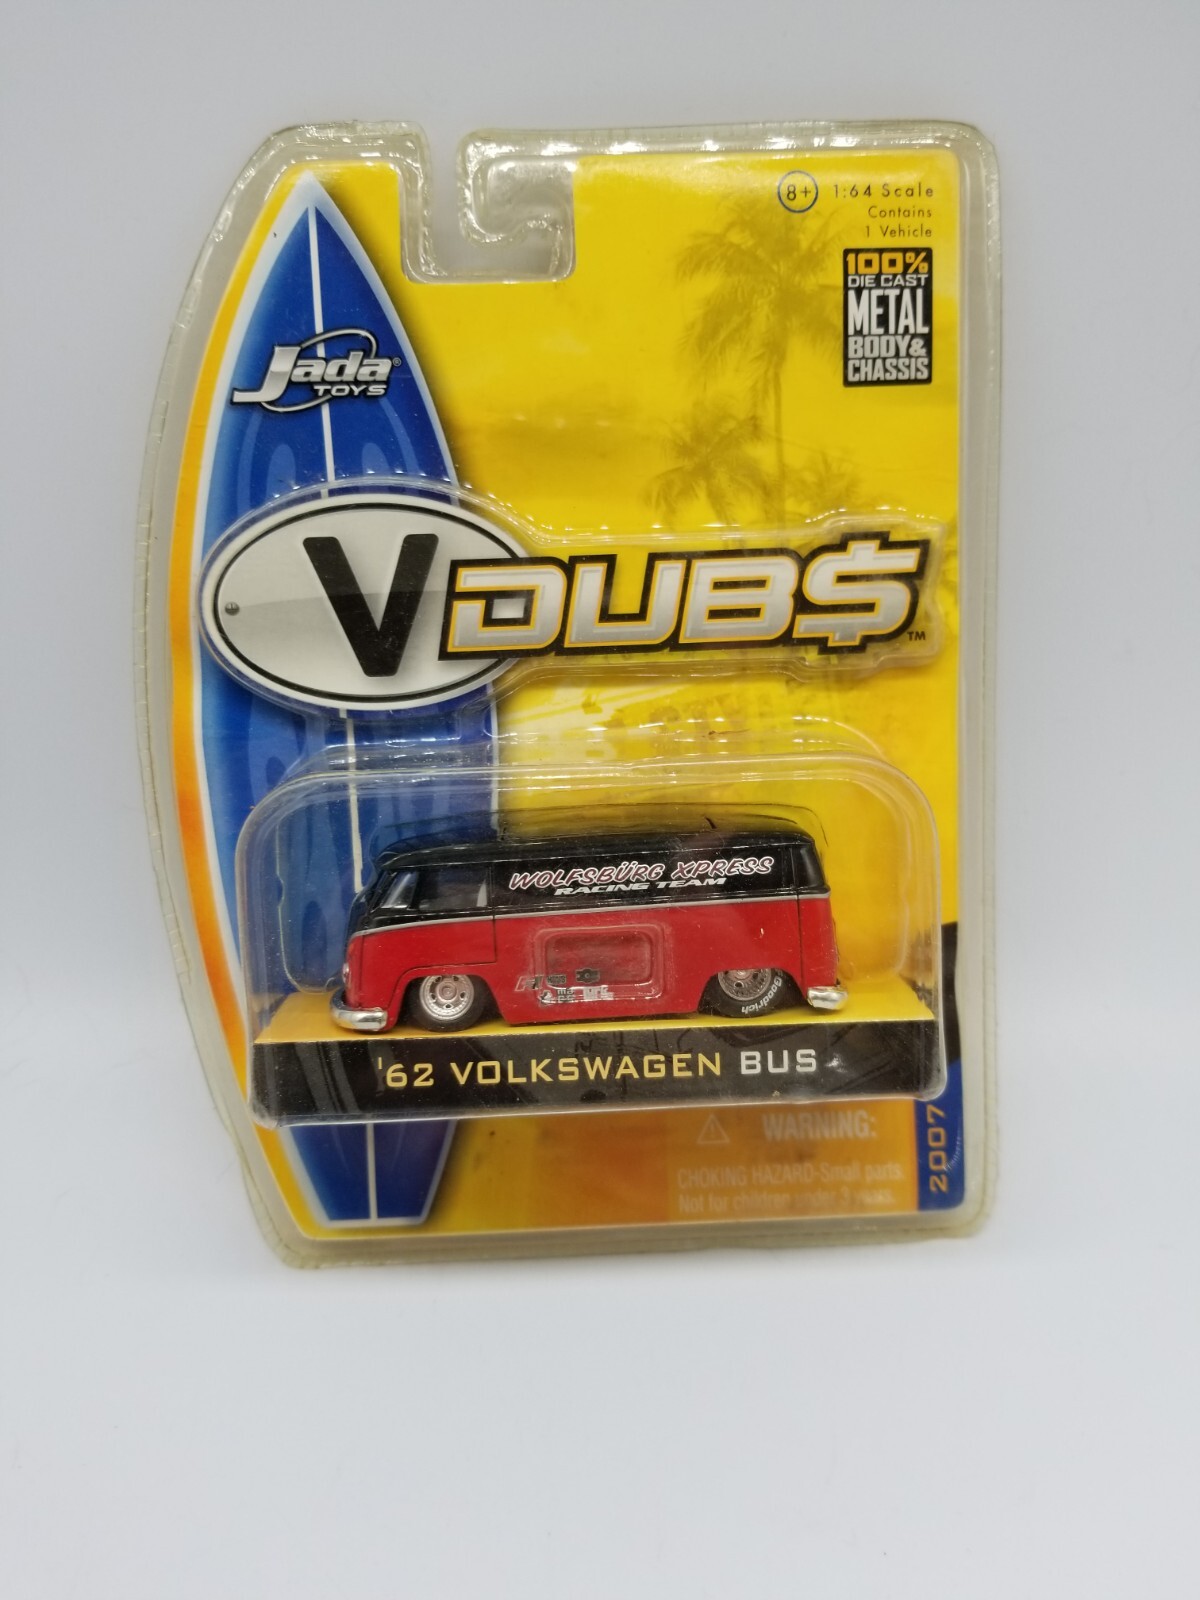 8+ 1:64 Scale
Contains
1 Vehicle
100%
DIE CAST
METAL
BODY&
CHASSIS
Jada®
TOYS
V DUB$™
WOLFSBÜRG XPRESS
RACING TEAM
Goodrich
'62 VOLKSWAGEN BUS
WARNING:
CHOKING HAZARD-Small parts.
Not for children under 3 years.
2007